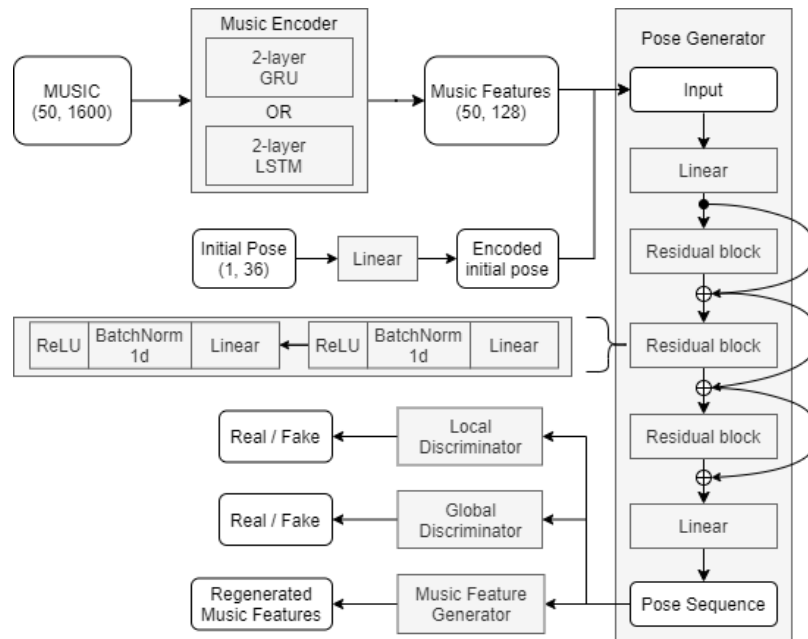 Music Encoder
2-layer
GRU
OR
2-layer
LSTM
MUSIC
(50, 1600)
Music Features
(50, 128)
Pose Generator
Input
Linear
Residual block
Initial Pose
(1, 36)
Linear
Encoded
initial pose
ReLU
BatchNorm
1d
Linear
ReLU
BatchNorm
1d
Linear
Residual block
Residual block
Linear
Pose Sequence
Real / Fake
Local
Discriminator
Real / Fake
Global
Discriminator
Regenerated
Music Features
Music Feature
Generator